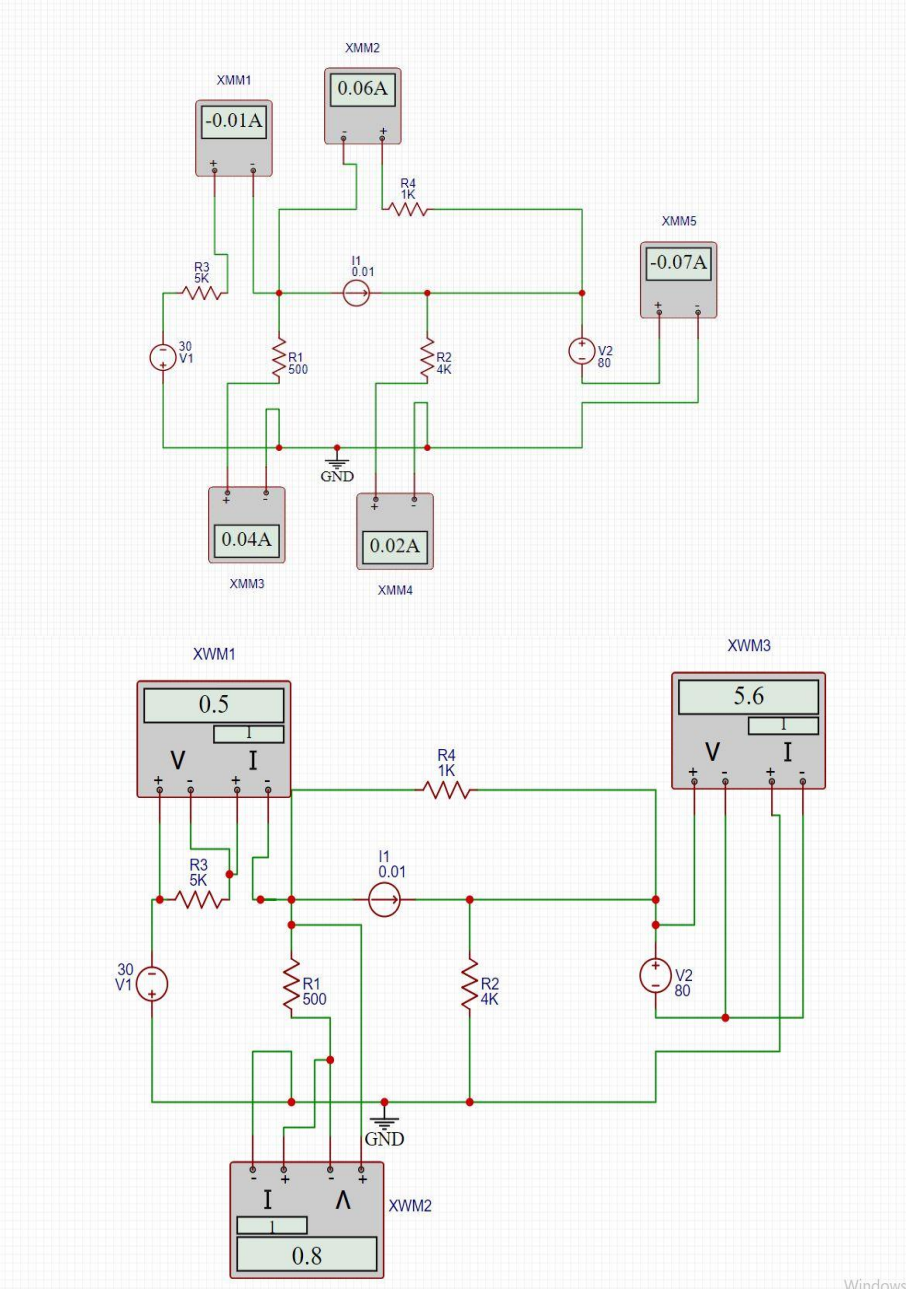 XMM2
0.06A
- +
XMM1
-0.01A
+ -
R4
1K
XMM5
-0.07A
+ -
R3
5K
I1
0.01
30
V1
-
+
R1
500
R2
4K
+
-
V2
80
GND
+ -
0.04A
XMM3
+ -
0.02A
XMM4
XWM1
0.5
1
V I
+ - + -
XWM3
5.6
1
V I
+ - + -
R4
1K
R3
5K
I1
0.01
30
V1
-
+
R1
500
R2
4K
+
-
V2
80
GND
- + - +
I V
1
0.8
XWM2
Windows